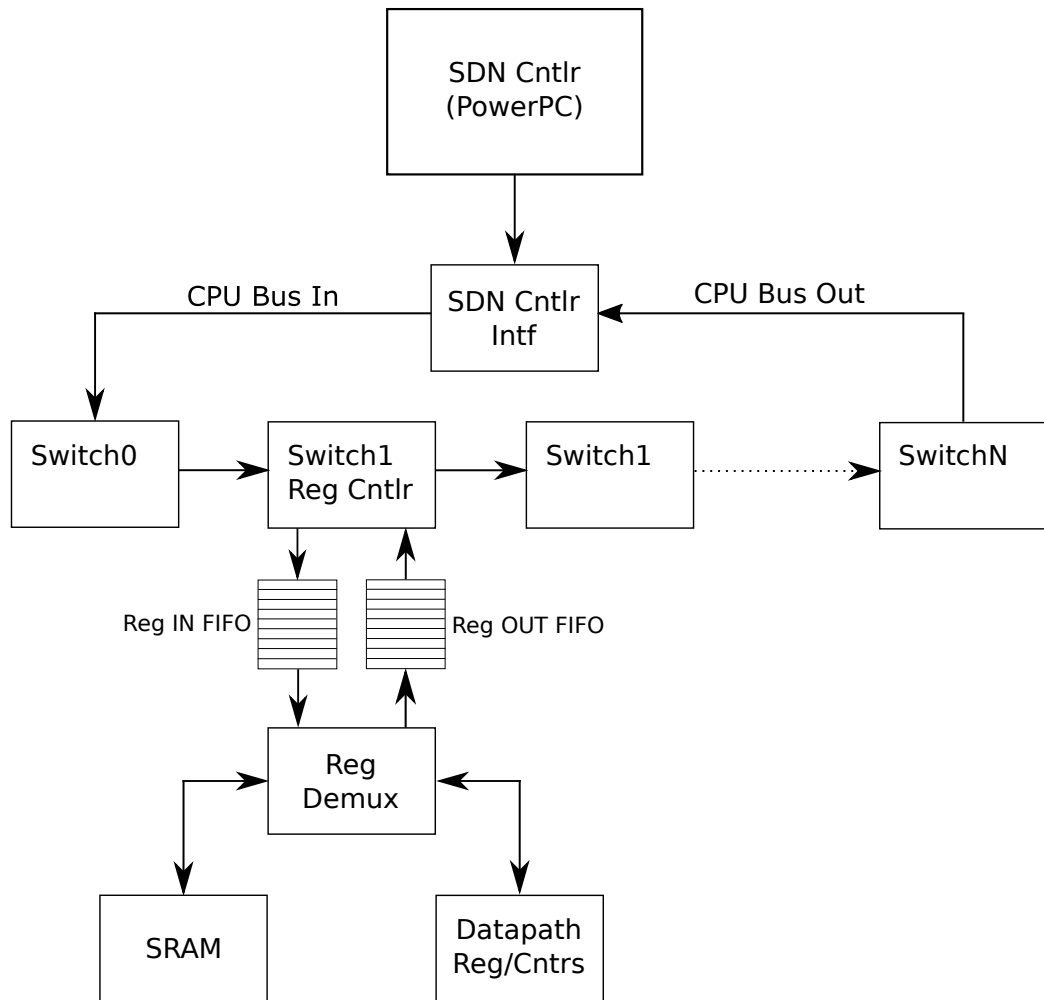 SDN Cntlr
(PowerPC)
CPU Bus In
SDN Cntlr
Intf
CPU Bus Out
Switch0
Switch1
Reg Cntlr
Switch1
SwitchN
Reg IN FIFO
Reg OUT FIFO
Reg
Demux
SRAM
Datapath
Reg/Cntrs